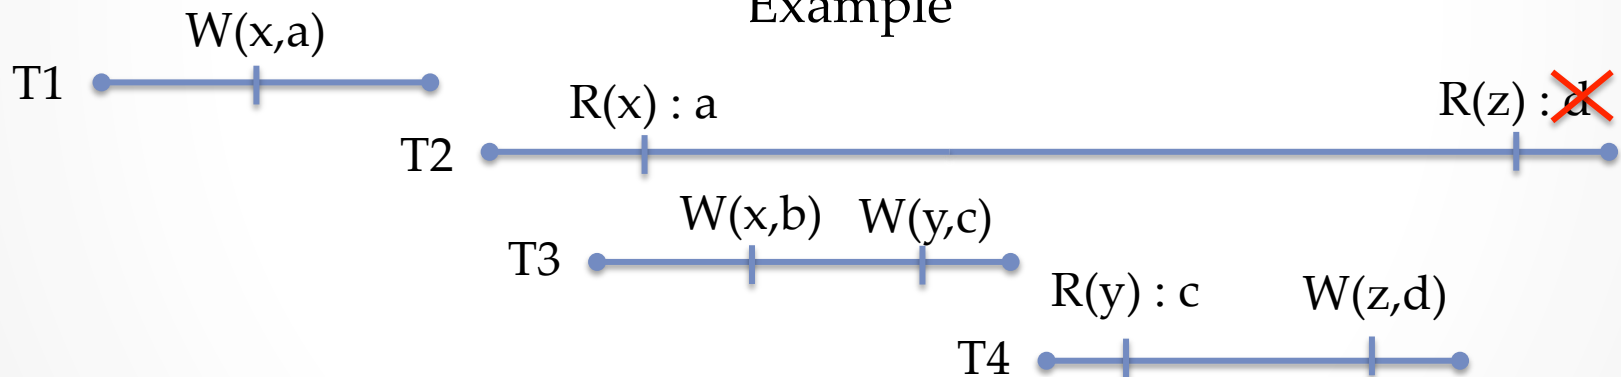 Example
W(x,a)
T1
R(x) : a
R(z) : d
T2
W(x,b) W(y,c)
T3
R(y) : c
W(z,d)
T4